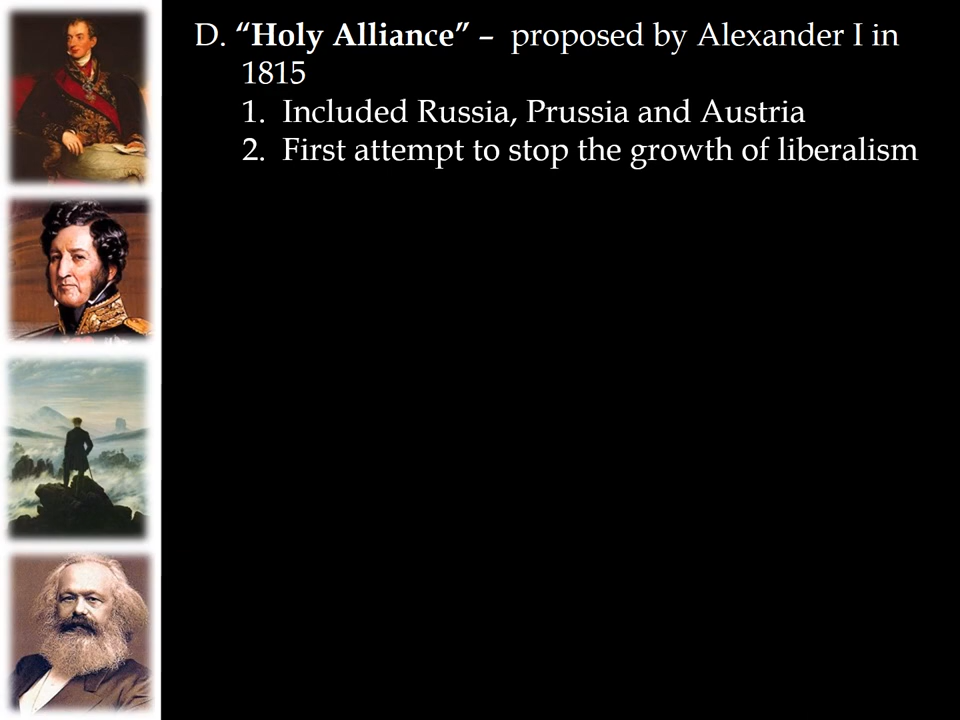 D. “Holy Alliance” – proposed by Alexander I in
1815
1. Included Russia, Prussia and Austria
2. First attempt to stop the growth of liberalism